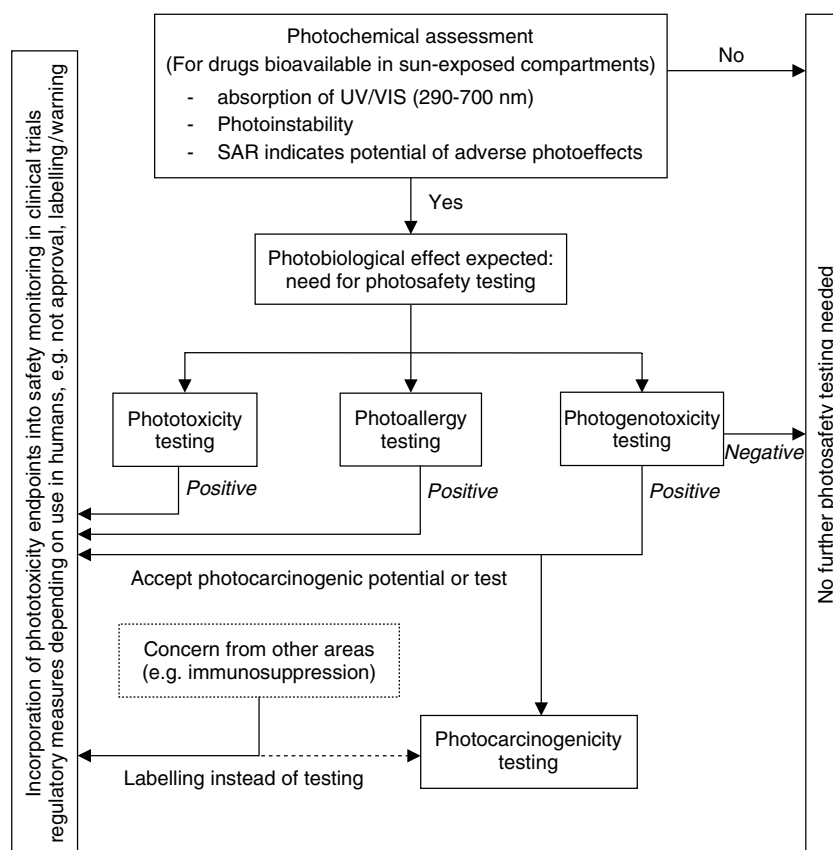 Photochemical assessment
(For drugs bioavailable in sun-exposed compartments)
- absorption of UV/VIS (290-700 nm)
- Photoinstability
- SAR indicates potential of adverse photoeffects
No
Yes
Photobiological effect expected:
need for photosafety testing
Phototoxicity
testing
Photoallergy
testing
Photogenotoxicity
testing
Negative
Positive
Positive
Positive
Accept photocarcinogenic potential or test
Concern from other areas
(e.g. immunosuppression)
Photocarcinogenicity
testing
Labelling instead of testing
Incorporation of phototoxicity endpoints into safety monitoring in clinical trials
regulatory measures depending on use in humans, e.g. not approval, labelling/warning
No further photosafety testing needed